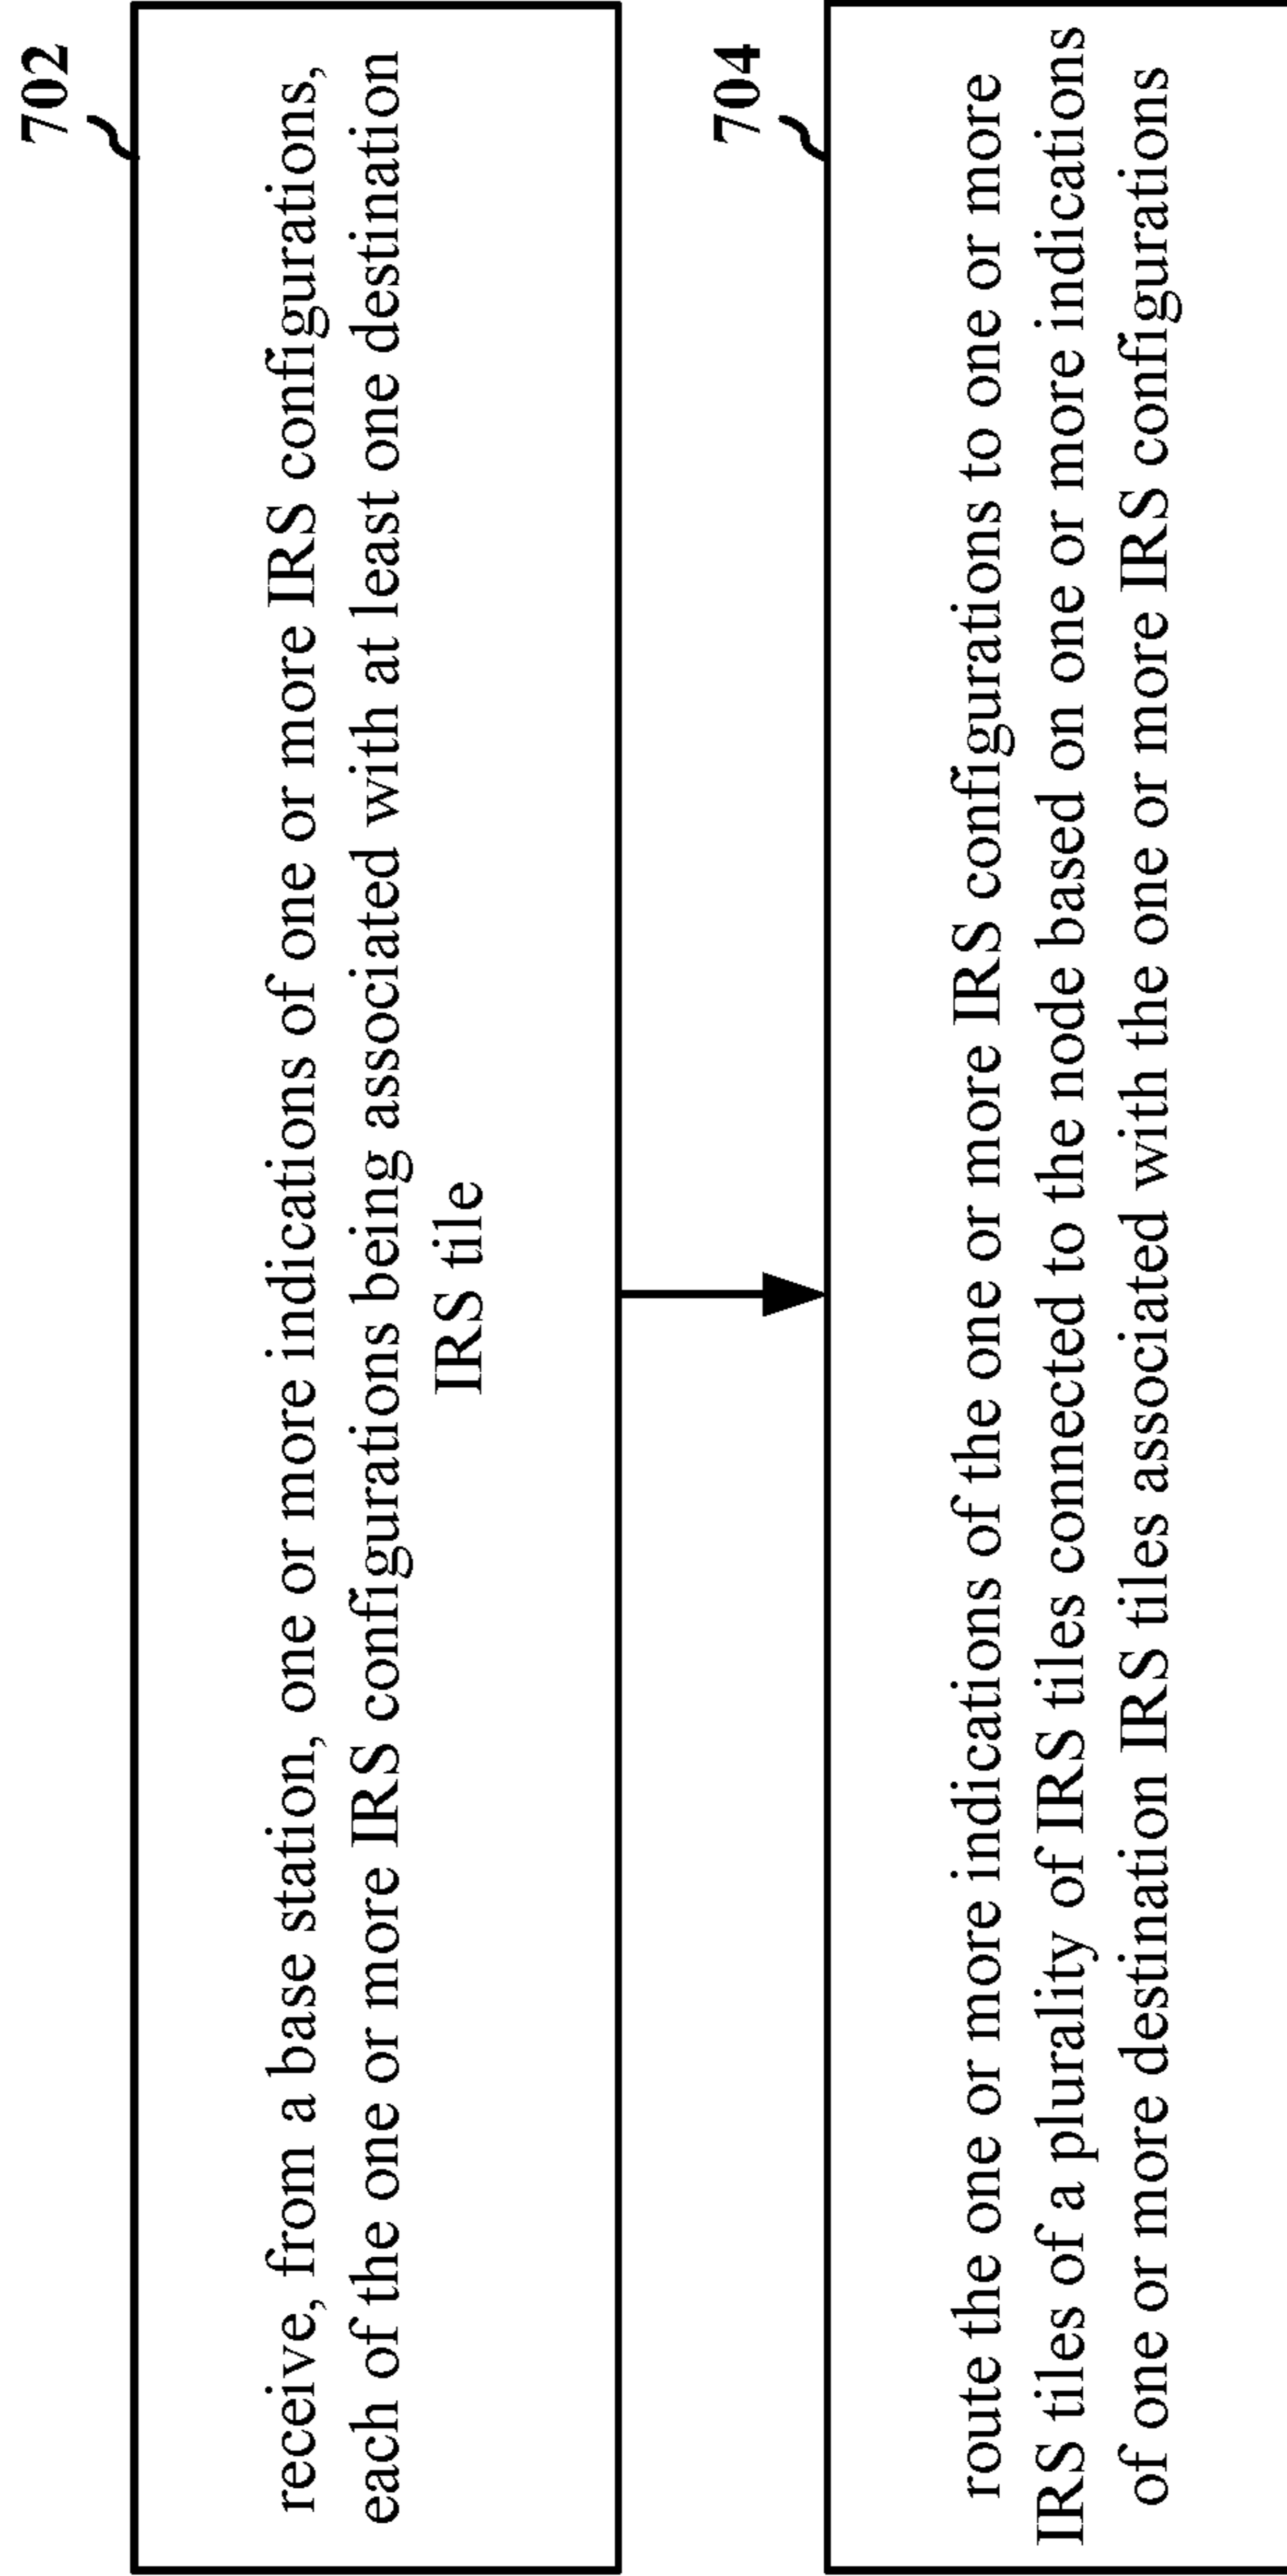 702
receive, from a base station, one or more indications of one or more IRS configurations,
each of the one or more IRS configurations being associated with at least one destination
IRS tile
704
route the one or more indications of the one or more IRS configurations to one or more
IRS tiles of a plurality of IRS tiles connected to the node based on one or more indications
of one or more destination IRS tiles associated with the one or more IRS configurations